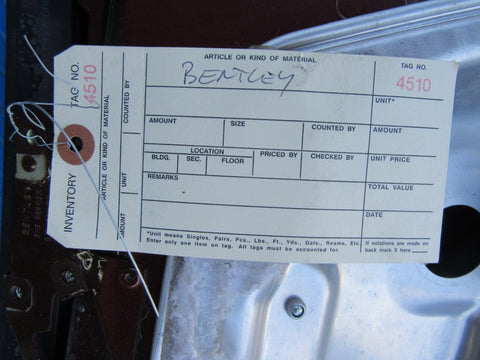 INVENTORY
TAG NO.
4510
ARTICLE OR KIND OF MATERIAL
AMOUNT
UNIT
COUNTED BY
ARTICLE OR KIND OF MATERIAL
BENTLEY
TAG NO.
4510
UNIT*
AMOUNT
SIZE
COUNTED BY
AMOUNT
LOCATION
BLDG.
SEC.
FLOOR
PRICED BY
CHECKED BY
UNIT PRICE
REMARKS
TOTAL VALUE
DATE
*Unit means Singles, Pairs, Pcs., Lbs., Ft., Yds., Gals., Reams, Etc.
Enter only one item on tag. All tags must be accounted for.
If notations are made on
back mark X here